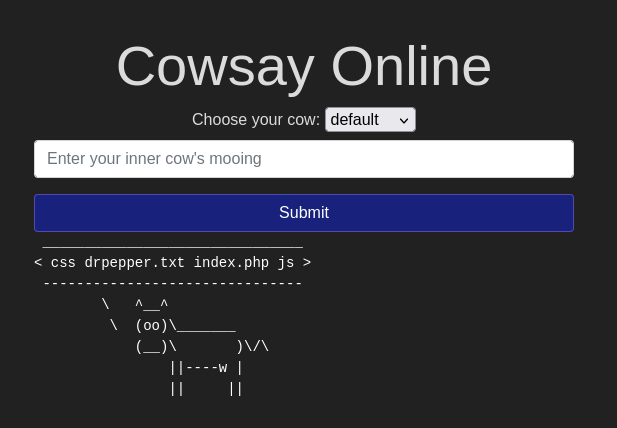 Cowsay Online
Choose your cow: default
Enter your inner cow's mooing
Submit
 _______________________________
< css drpepper.txt index.php js >
 -------------------------------
        \   ^__^
         \  (oo)\_______
            (__)\       )\/\
                ||----w |
                ||     ||